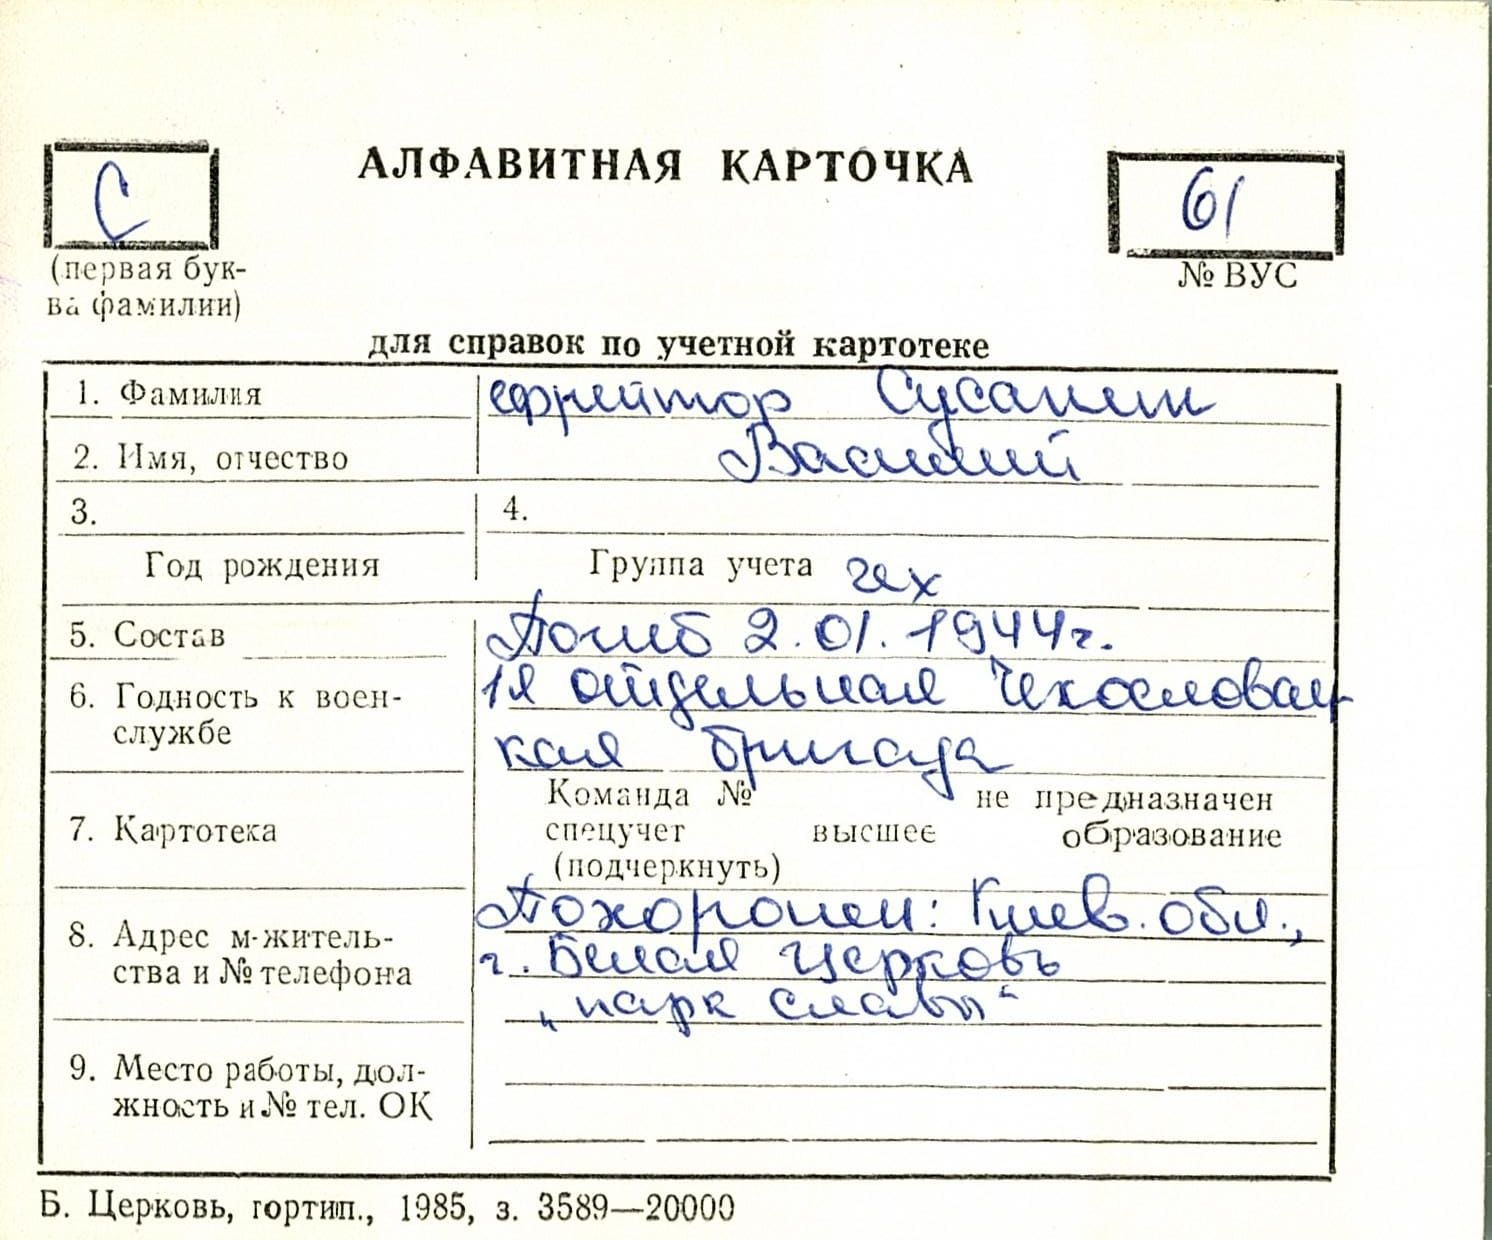 АЛФАВИТНАЯ КАРТОЧКА
С
61
(первая бук-
ва фамилии)
№ ВУС
для справок по учетной картотеке
1. Фамилия ефрейтор Сусанин
2. Имя, отчество Василий
3.
4.
Год рождения
Группа учета чех
5. Состав Погиб 2.01.1944г.
6. Годность к воен-
службе
1я отдельная Чехословац
кая бригада
7. Картотека
Команда № не предназначен
спецучет высшее образование
(подчеркнуть)
8. Адрес м-житель-
ства и № телефона
Похоронен: Киев. обл.,
г. Белая Церковь
„парк Славы“
9. Место работы, дол-
жность и № тел. ОК
Б. Церковь, гортип., 1985, з. 3589—20000